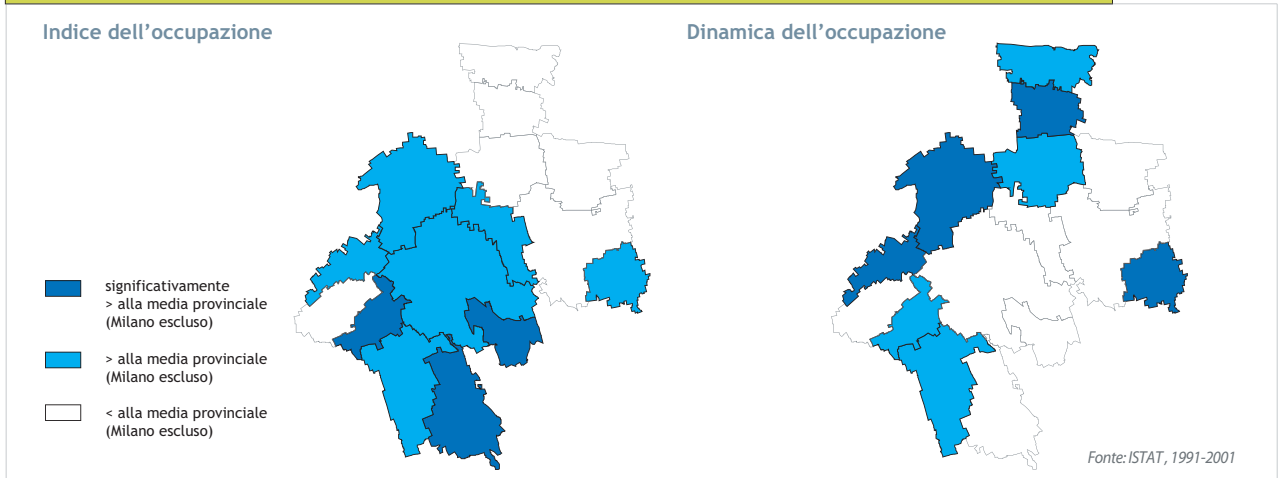 Indice dell'occupazione
Dinamica dell'occupazione
significativamente
> alla media provinciale
(Milano escluso)
> alla media provinciale
(Milano escluso)
< alla media provinciale
(Milano escluso)
Fonte: ISTAT, 1991-2001